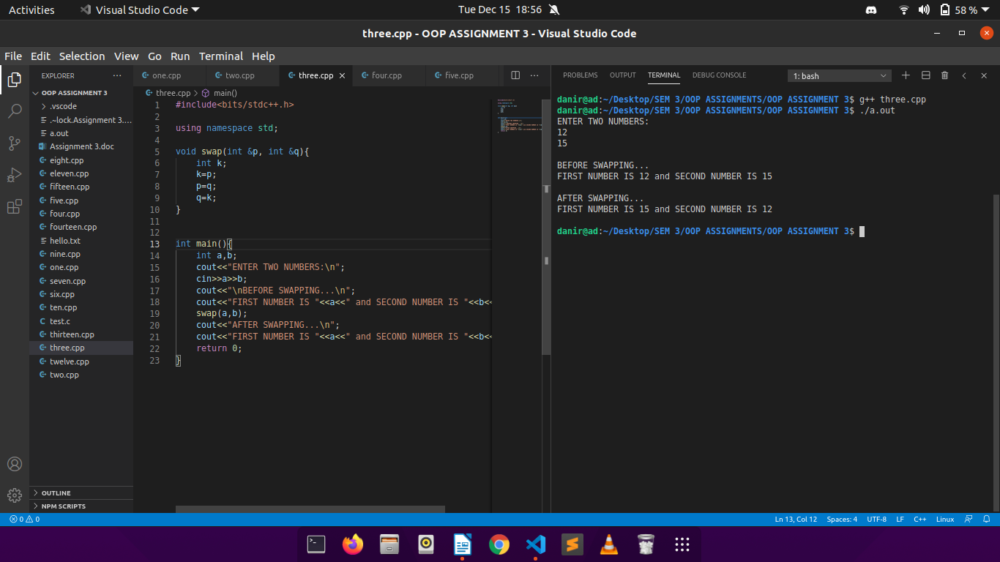 Activities
Visual Studio Code
Tue Dec 15 18:56
58 %
three.cpp - OOP ASSIGNMENT 3 - Visual Studio Code
File Edit Selection View Go Run Terminal Help
EXPLORER
OOP ASSIGNMENT 3
.vscode
.~lock.Assignment 3....
a.out
Assignment 3.doc
eight.cpp
eleven.cpp
fifteen.cpp
five.cpp
four.cpp
fourteen.cpp
hello.txt
nine.cpp
one.cpp
seven.cpp
six.cpp
ten.cpp
test.c
thirteen.cpp
three.cpp
twelve.cpp
two.cpp
OUTLINE
NPM SCRIPTS
one.cpp two.cpp three.cpp four.cpp five.cpp
three.cpp > main()
1 #include<bits/stdc++.h>
2
3 using namespace std;
4
5 void swap(int &p, int &q){
6 int k;
7 k=p;
8 p=q;
9 q=k;
10 }
11
12
13 int main(){
14 int a,b;
15 cout<<"ENTER TWO NUMBERS:\n";
16 cin>>a>>b;
17 cout<<"\nBEFORE SWAPPING...\n";
18 cout<<"FIRST NUMBER IS "<<a<<" and SECOND NUMBER IS "<<b<<
19 swap(a,b);
20 cout<<"AFTER SWAPPING...\n";
21 cout<<"FIRST NUMBER IS "<<a<<" and SECOND NUMBER IS "<<b<<
22 return 0;
23 }
PROBLEMS OUTPUT TERMINAL DEBUG CONSOLE
1: bash
danir@ad:~/Desktop/SEM 3/OOP ASSIGNMENTS/OOP ASSIGNMENT 3$ g++ three.cpp
danir@ad:~/Desktop/SEM 3/OOP ASSIGNMENTS/OOP ASSIGNMENT 3$ ./a.out
ENTER TWO NUMBERS:
12
15
BEFORE SWAPPING...
FIRST NUMBER IS 12 and SECOND NUMBER IS 15
AFTER SWAPPING...
FIRST NUMBER IS 15 and SECOND NUMBER IS 12
danir@ad:~/Desktop/SEM 3/OOP ASSIGNMENTS/OOP ASSIGNMENT 3$
0 0
Ln 13, Col 12 Spaces: 4 UTF-8 LF C++ Linux